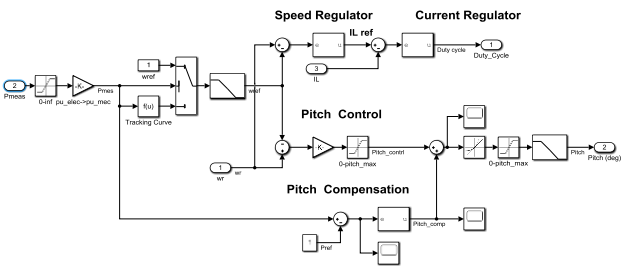 Speed Regulator
Current Regulator
IL ref
1
wref
2
Pmeas
0-inf
-K-
pu_elec->pu_mec
Pmes
f(u)
Tracking Curve
wref
e u
3
IL
e u
Duty cycle
1
Duty_Cycle
Pitch Control
1
wr
wr
-K-
0-pitch_max
Pitch_contrl
0-pitch_max
Pitch
2
Pitch (deg)
Pitch Compensation
1
Pref
e u
Pitch_comp